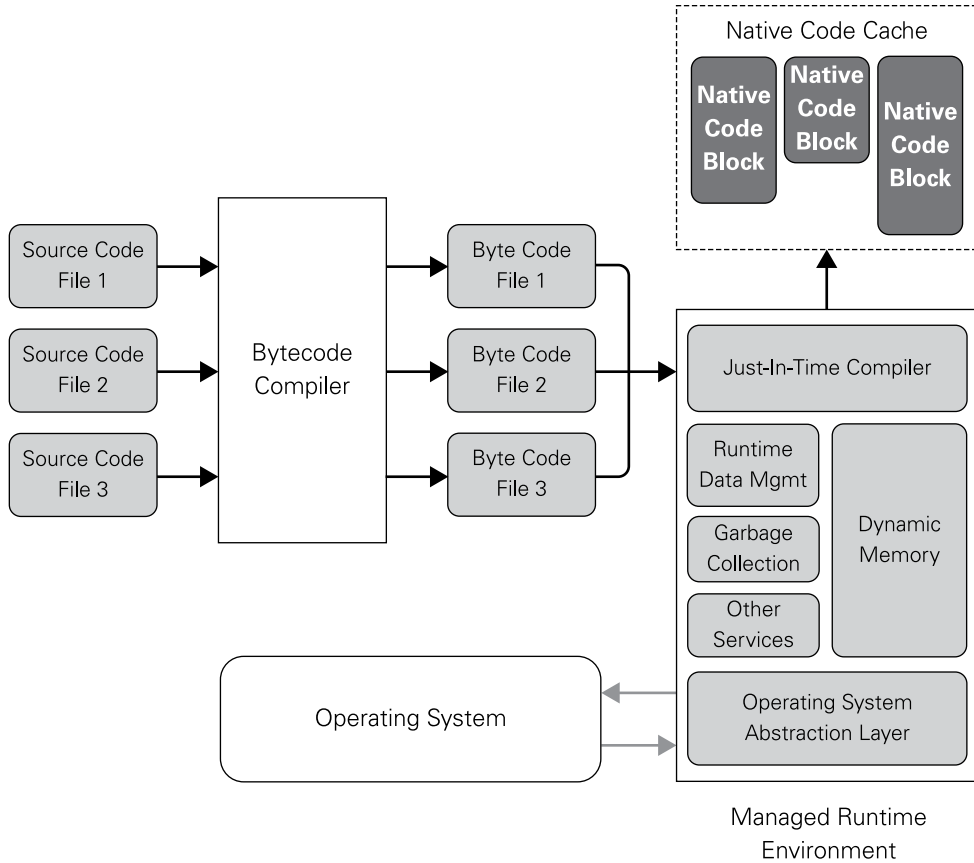 Native Code Cache
Native
Code
Block
Native
Code
Block
Native
Code
Block
Source Code
File 1
Source Code
File 2
Source Code
File 3
Bytecode
Compiler
Byte Code
File 1
Byte Code
File 2
Byte Code
File 3
Just-In-Time Compiler
Runtime
Data Mgmt
Garbage
Collection
Other
Services
Dynamic
Memory
Operating System
Abstraction Layer
Operating System
Managed Runtime
Environment